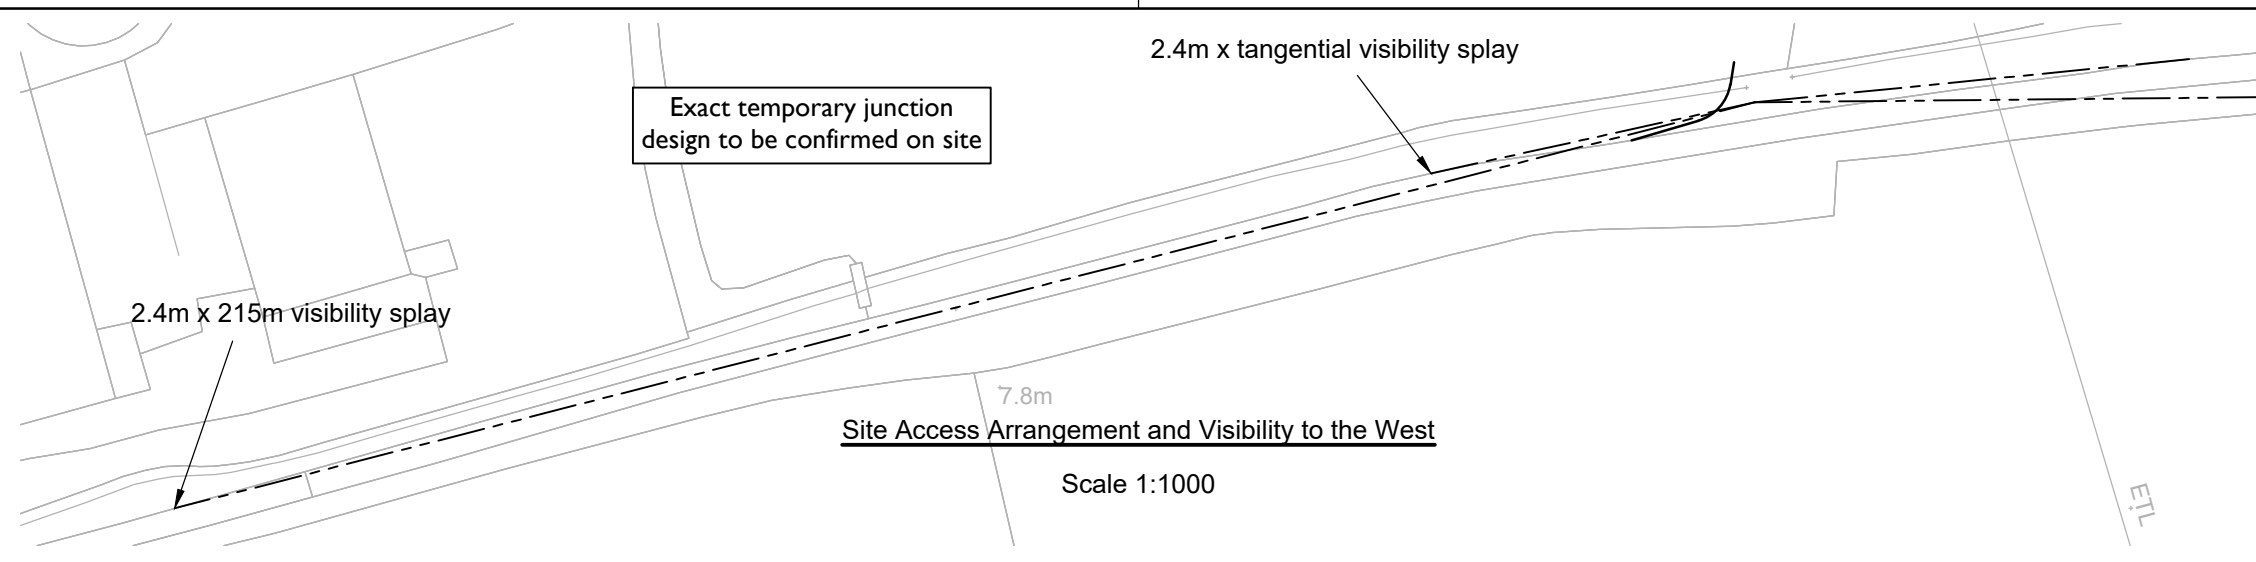 2.4m x tangential visibility splay
Exact temporary junction
design to be confirmed on site
2.4m x 215m visibility splay
7.8m
Site Access Arrangement and Visibility to the West
Scale 1:1000
ETL